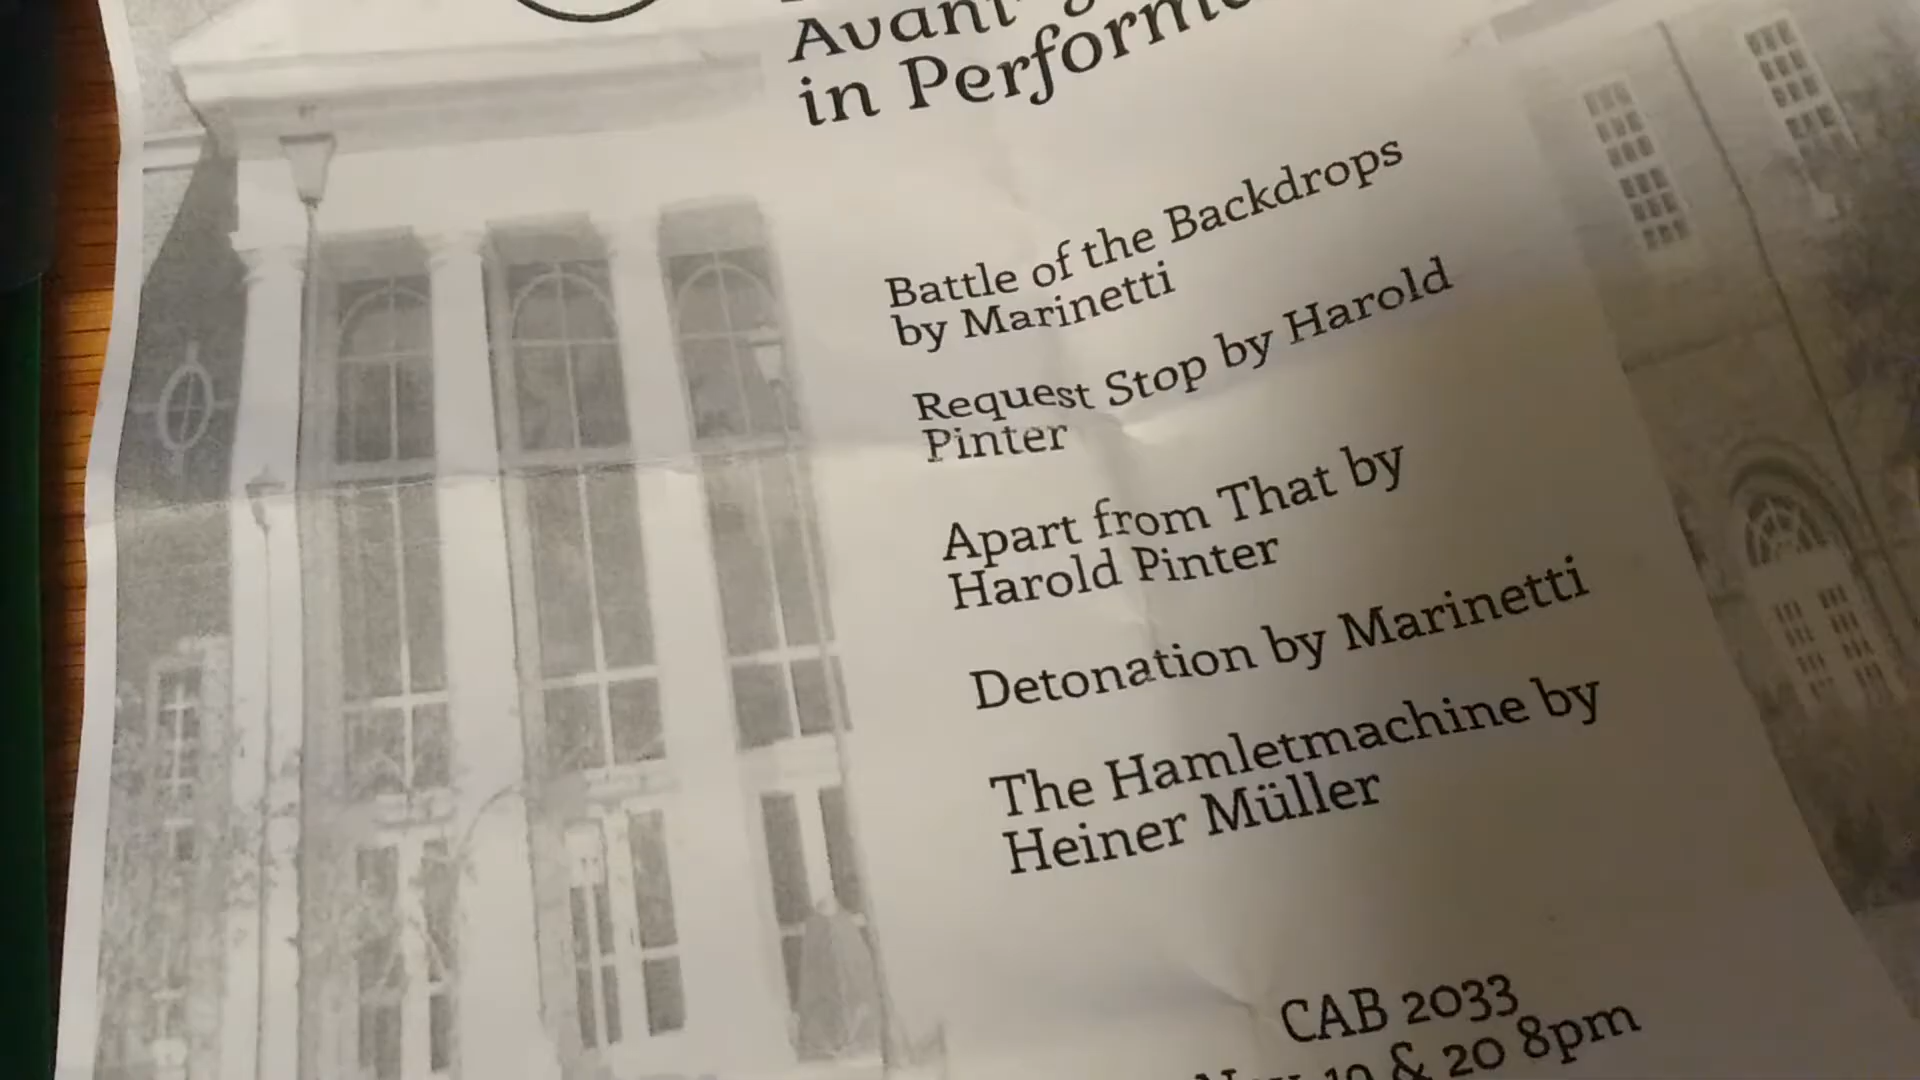 Avant
in Perform
Battle of the Backdrops
by Marinetti
Request Stop by Harold
Pinter
Apart from That by
Harold Pinter
Detonation by Marinetti
The Hamletmachine by
Heiner Müller
CAB 2033
& 20 8pm